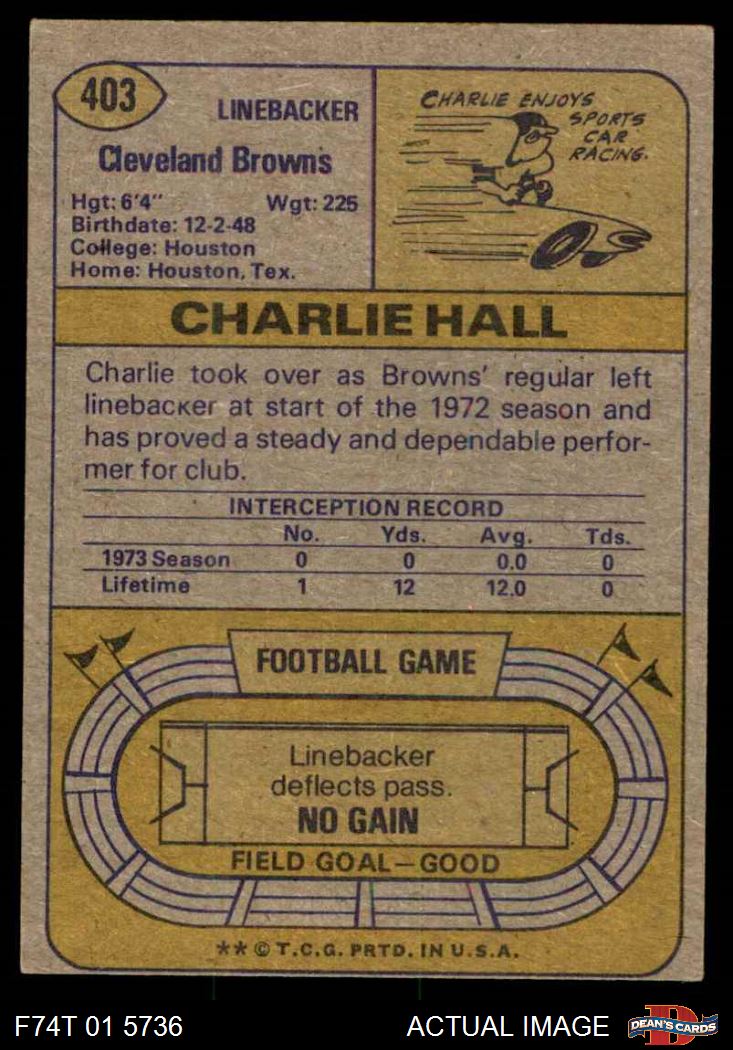 403
LINEBACKER
Cleveland Browns
Hgt: 6'4" Wgt: 225
Birthdate: 12-2-48
College: Houston
Home: Houston, Tex.
CHARLIE ENJOYS
SPORTS
CAR
RACING.
CHARLIE HALL
Charlie took over as Browns' regular left
linebacker at start of the 1972 season and
has proved a steady and dependable perfor-
mer for club.
INTERCEPTION RECORD
No. Yds. Avg. Tds.
1973 Season 0 0 0.0 0
Lifetime 1 12 12.0 0
FOOTBALL GAME
Linebacker
deflects pass.
NO GAIN
FIELD GOAL—GOOD
** © T.C.G. PRTD. IN U.S.A.
F74T 01 5736
ACTUAL IMAGE
D
DEAN'S CARDS